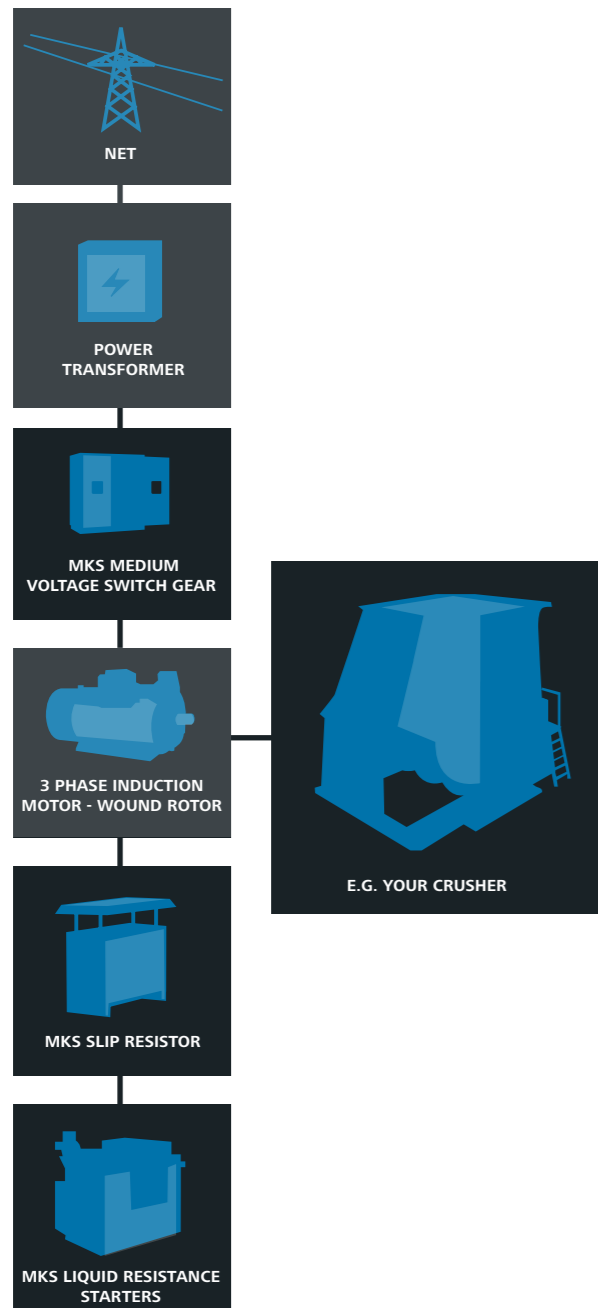 NET
POWER
TRANSFORMER
MKS MEDIUM
VOLTAGE SWITCH GEAR
3 PHASE INDUCTION
MOTOR - WOUND ROTOR
E.G. YOUR CRUSHER
MKS SLIP RESISTOR
MKS LIQUID RESISTANCE
STARTERS